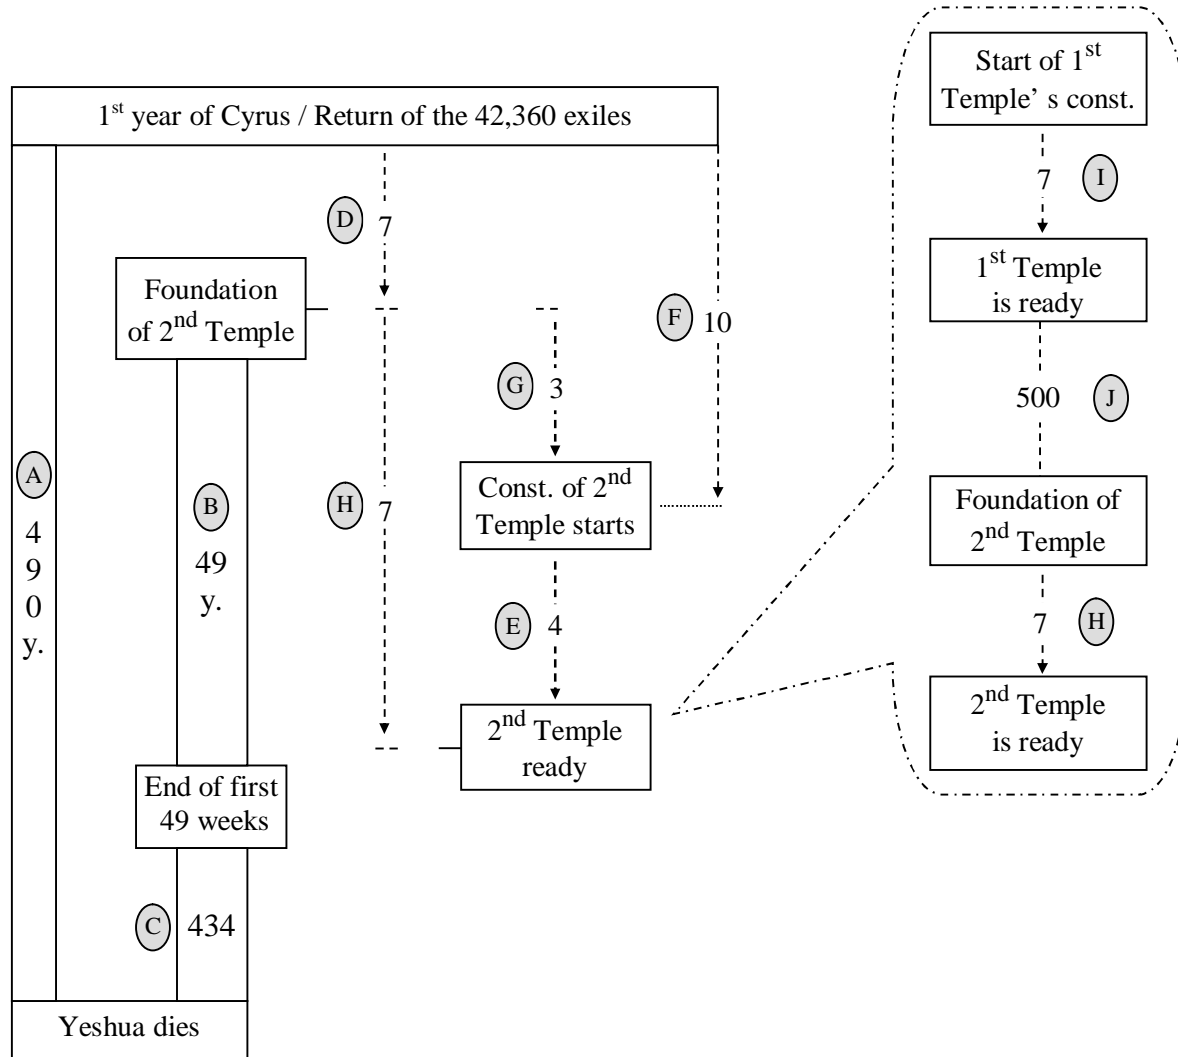 1st year of Cyrus / Return of the 42,360 exiles
D
7
Foundation
of 2nd Temple
F
10
G
3
A
4
9
0
y.
B
49
y.
H
7
Const. of 2nd
Temple starts
E
4
2nd Temple
ready
End of first
49 weeks
C
434
Yeshua dies
Start of 1st
Temple' s const.
7
I
1st Temple
is ready
500
J
Foundation of
2nd Temple
7
H
2nd Temple
is ready